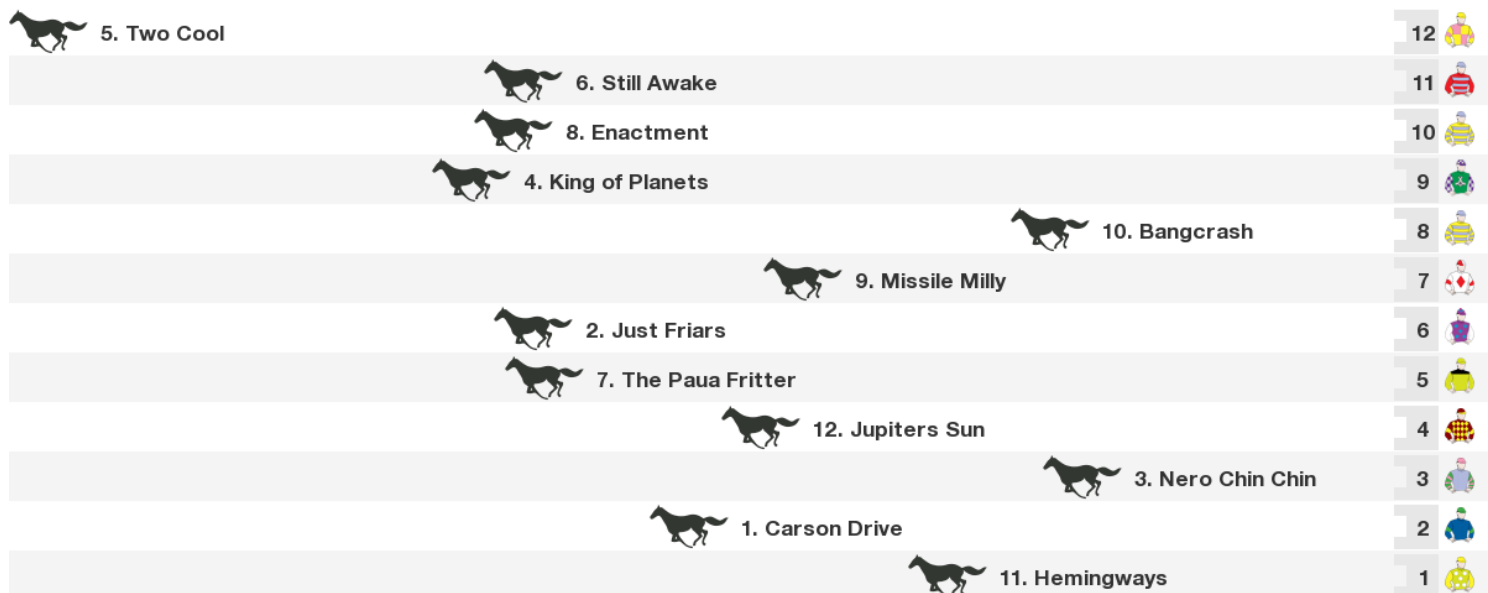 5. Two Cool 12
6. Still Awake 11
8. Enactment 10
4. King of Planets 9
10. Bangcrash 8
9. Missile Milly 7
2. Just Friars 6
7. The Paua Fritter 5
12. Jupiters Sun 4
3. Nero Chin Chin 3
1. Carson Drive 2
11. Hemingways 1